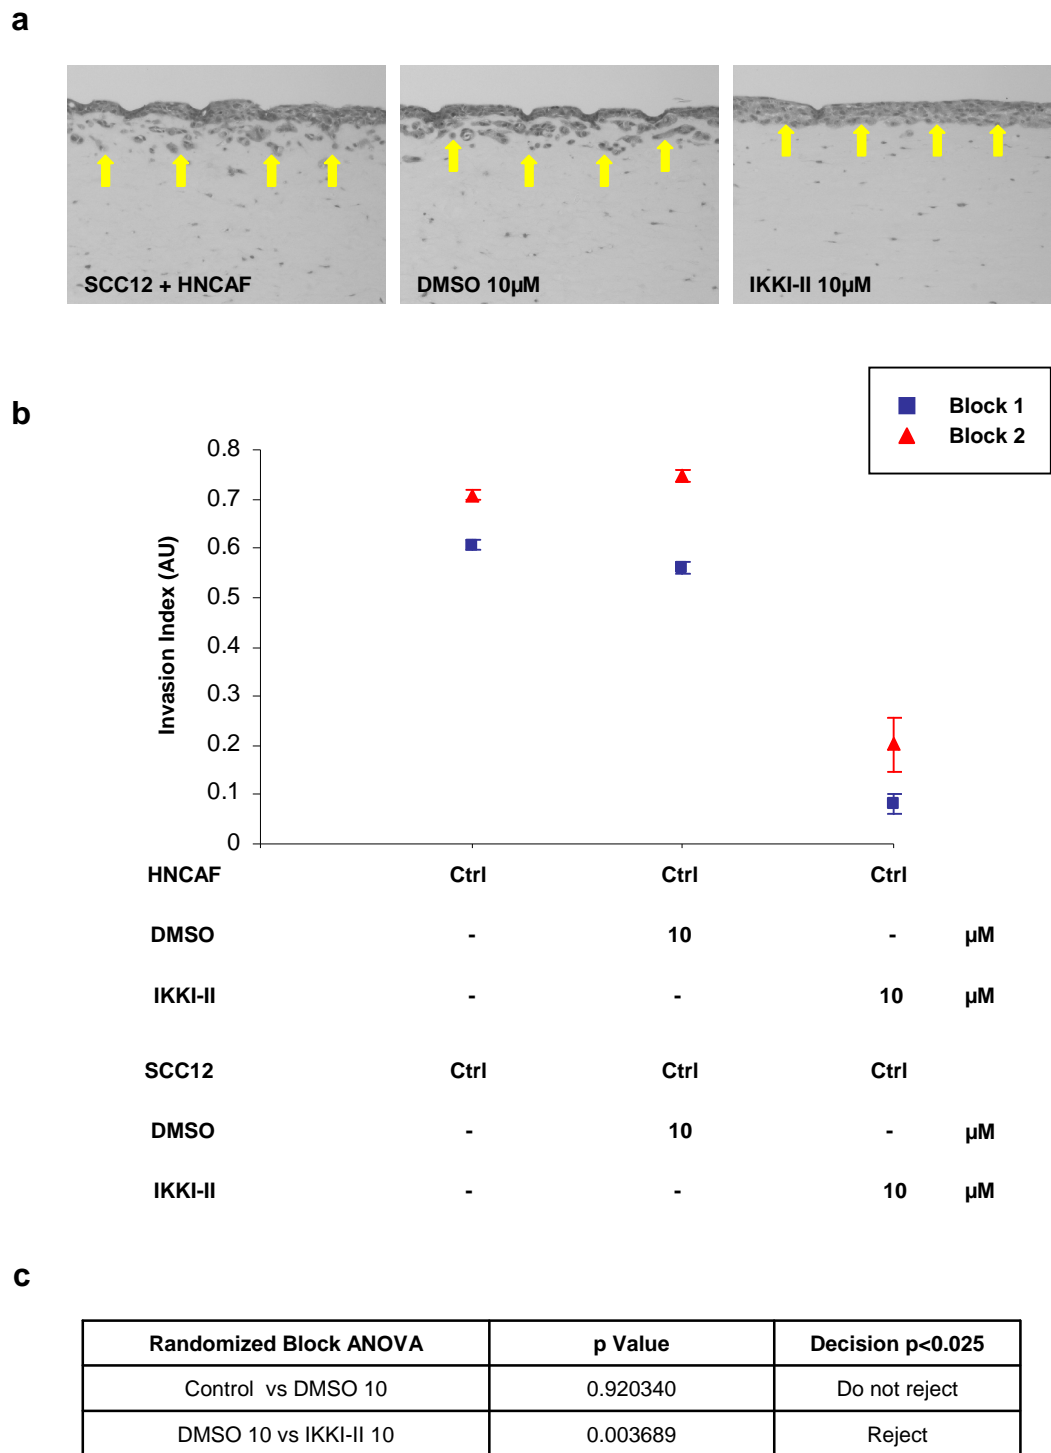 a
SCC12 + HNCAF
DMSO 10µM
IKKI-II 10µM
b
Block 1
Block 2
0.8
0.7
0.6
0.5
0.4
0.3
0.2
0.1
0
Invasion Index (AU)
HNCAF Ctrl Ctrl Ctrl
DMSO - 10 - µM
IKKI-II - - 10 µM
SCC12 Ctrl Ctrl Ctrl
DMSO - 10 - µM
IKKI-II - - 10 µM
c
Randomized Block ANOVA p Value Decision p<0.025
Control vs DMSO 10 0.920340 Do not reject
DMSO 10 vs IKKI-II 10 0.003689 Reject